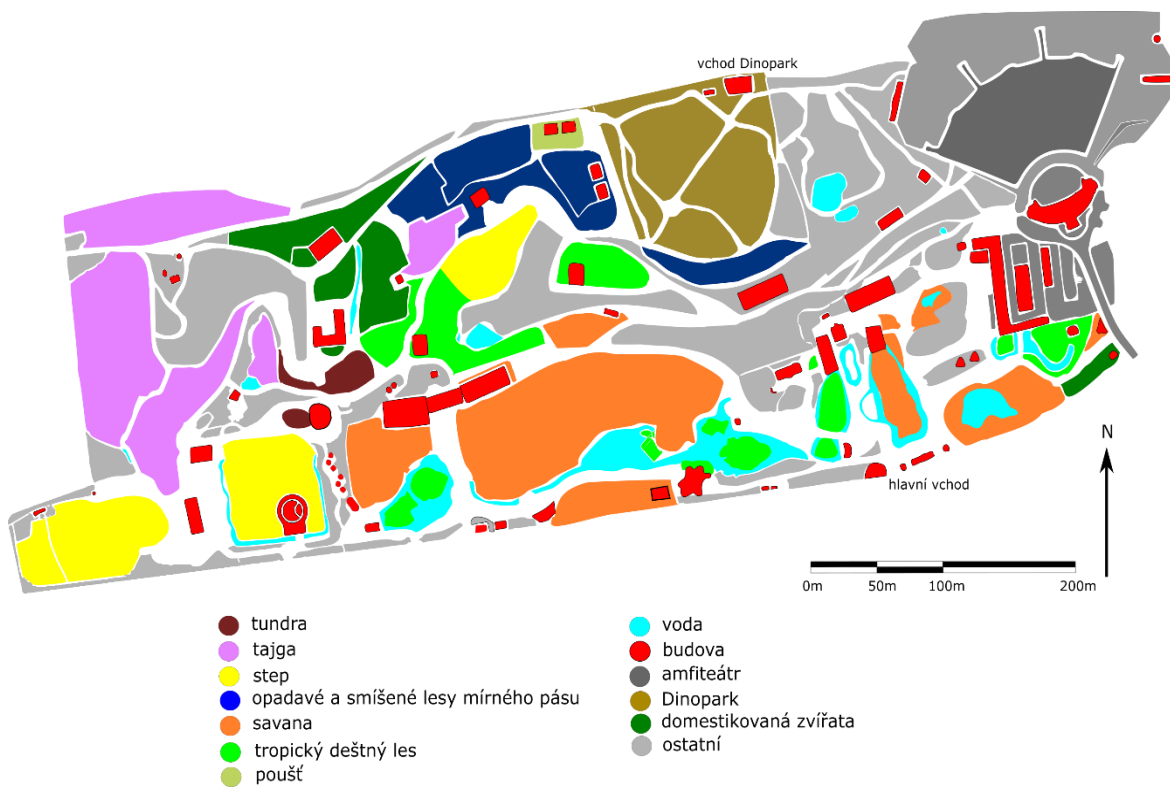 vchod Dinopark
N
hlavní vchod
0m 50m 100m 200m
tundra
tajga
step
opadavé a smíšené lesy mírného pásu
savana
tropický deštný les
poušť
voda
budova
amfiteátr
Dinopark
domestikovaná zvířata
ostatní